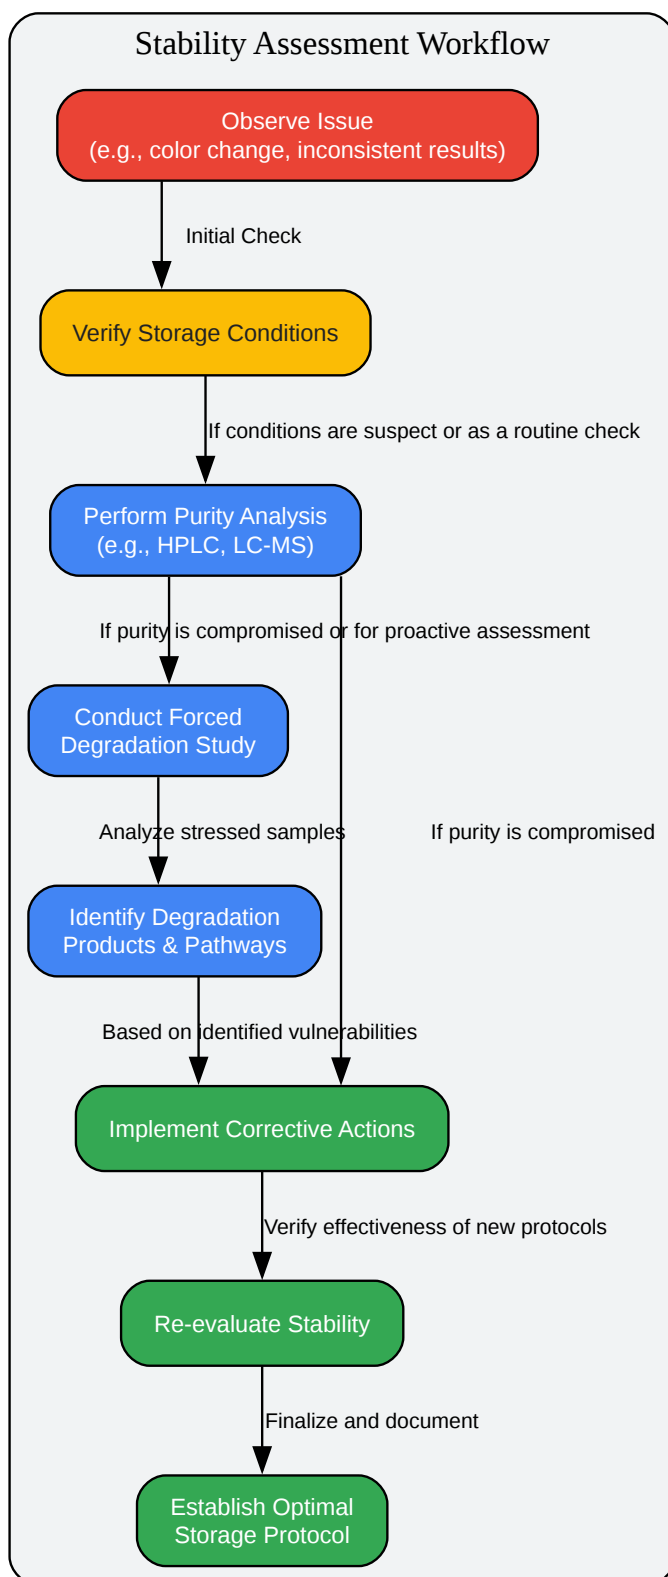 Stability Assessment Workflow
Observe Issue
(e.g., color change, inconsistent results)
Initial Check
Verify Storage Conditions
If conditions are suspect or as a routine check
Perform Purity Analysis
(e.g., HPLC, LC-MS)
If purity is compromised or for proactive assessment
Conduct Forced
Degradation Study
Analyze stressed samples
If purity is compromised
Identify Degradation
Products & Pathways
Based on identified vulnerabilities
Implement Corrective Actions
Verify effectiveness of new protocols
Re-evaluate Stability
Finalize and document
Establish Optimal
Storage Protocol